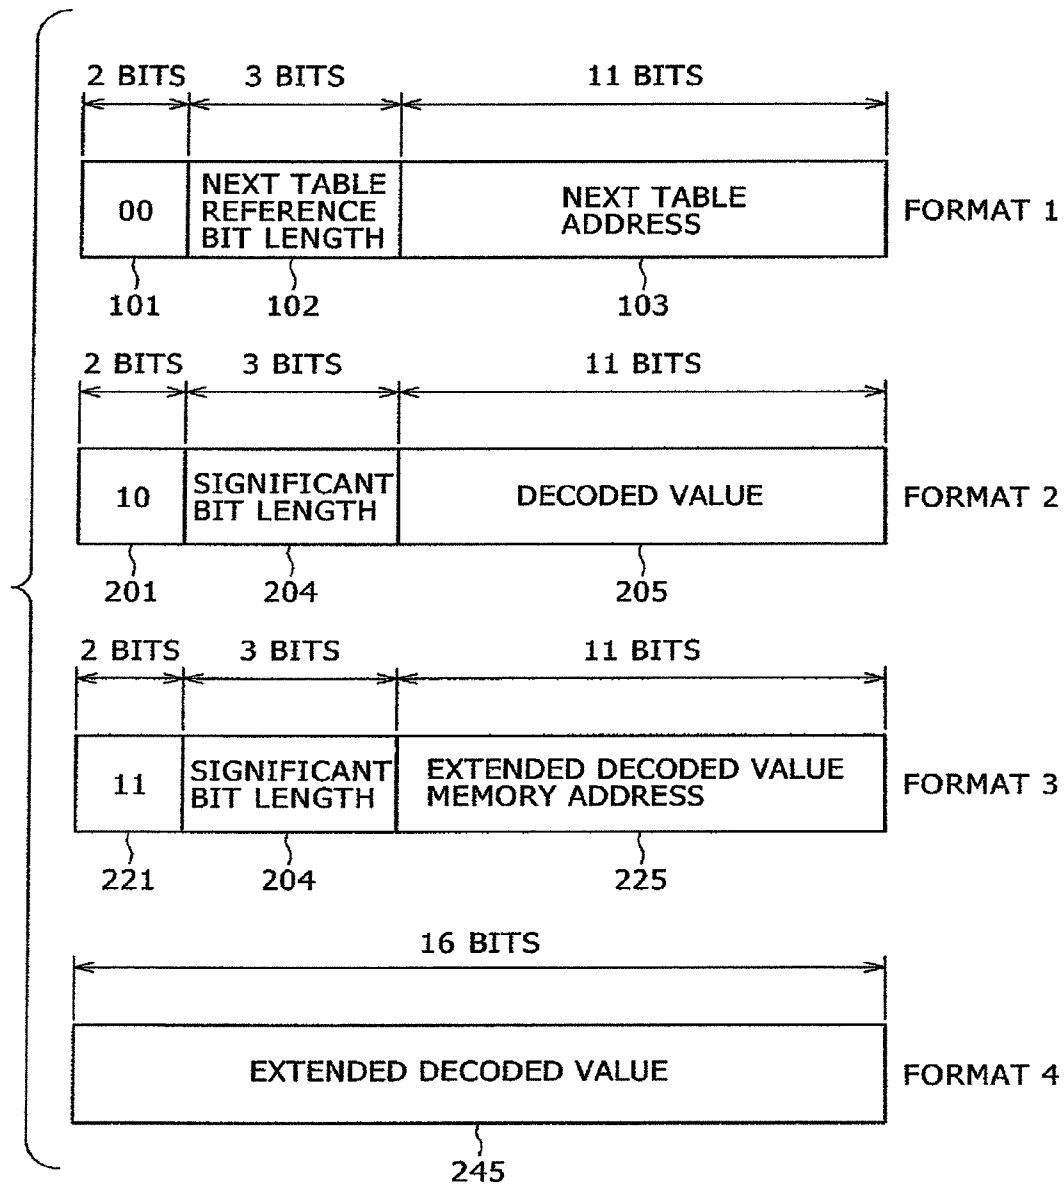 2 BITS 3 BITS 11 BITS
00
NEXT TABLE
REFERENCE
BIT LENGTH
NEXT TABLE
ADDRESS
FORMAT 1
101 102 103
2 BITS 3 BITS 11 BITS
10
SIGNIFICANT
BIT LENGTH
DECODED VALUE
FORMAT 2
201 204 205
2 BITS 3 BITS 11 BITS
11
SIGNIFICANT
BIT LENGTH
EXTENDED DECODED VALUE
MEMORY ADDRESS
FORMAT 3
221 204 225
16 BITS
EXTENDED DECODED VALUE
FORMAT 4
245